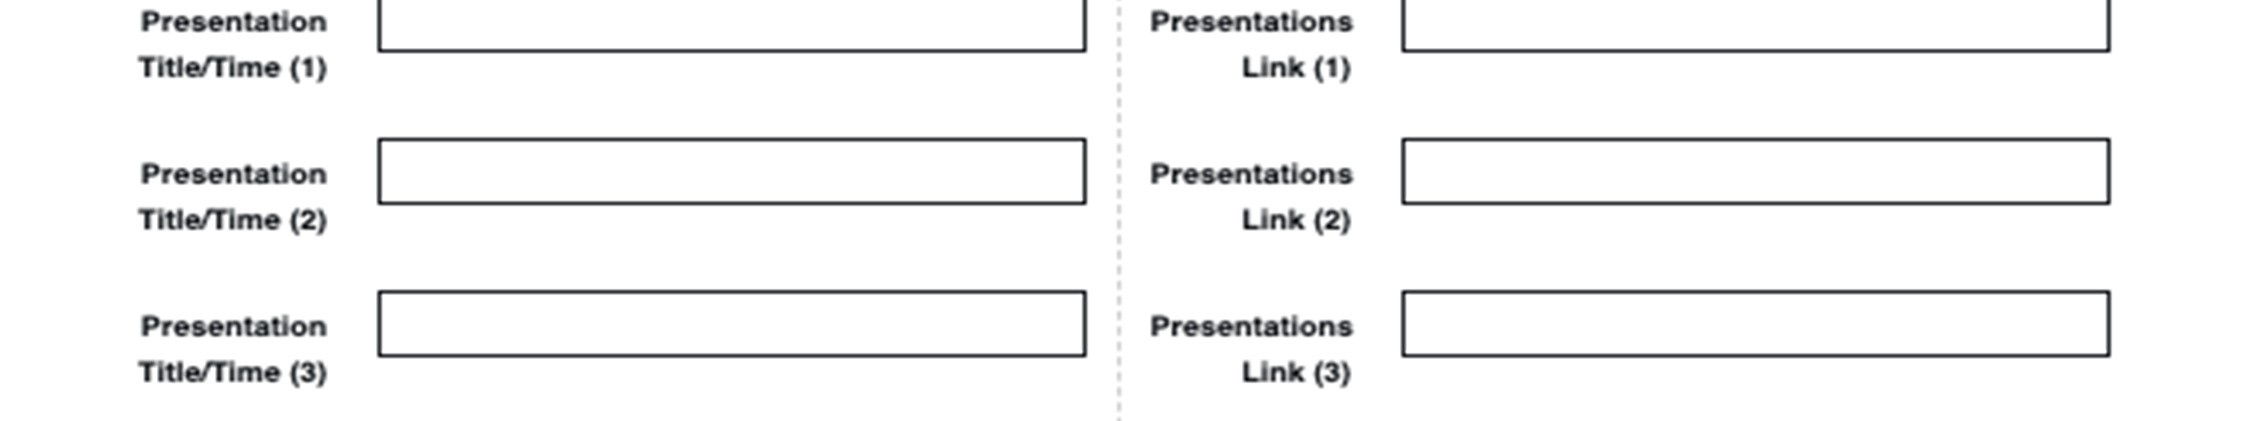 Presentation
Title/Time (1)
Presentations
Link (1)
Presentation
Title/Time (2)
Presentations
Link (2)
Presentation
Title/Time (3)
Presentations
Link (3)